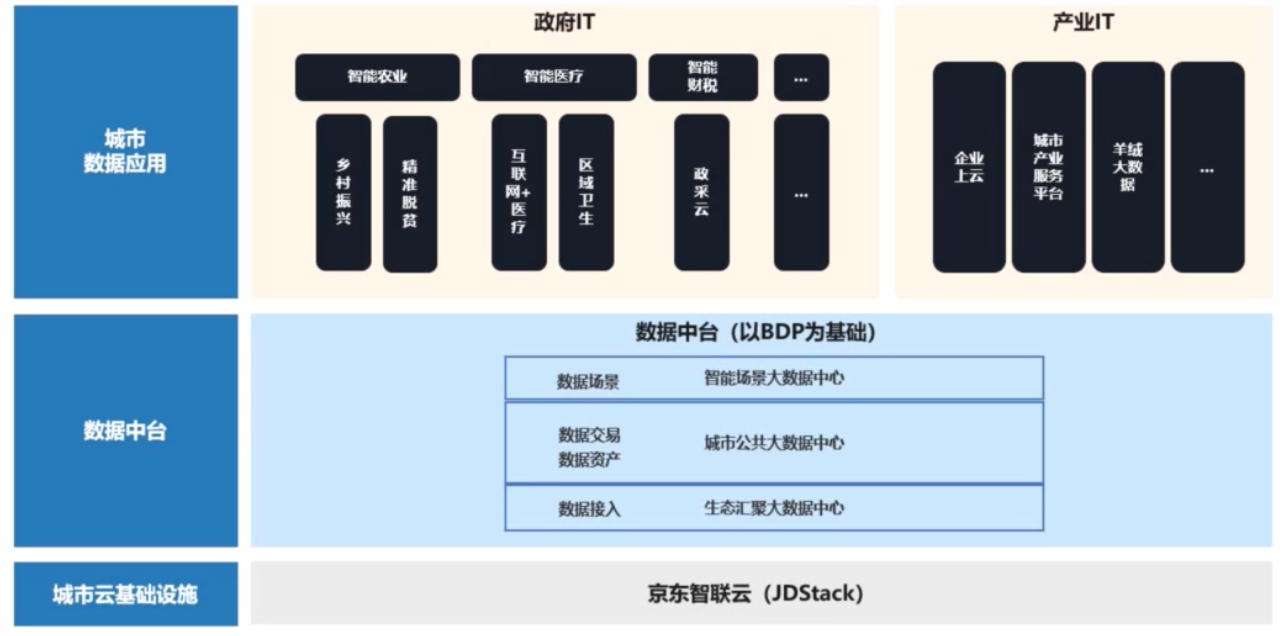 城市
数据应用
政府IT
智能农业
智能医疗
智能
财税
...
乡村振兴
精准脱贫
互联网+医疗
区域卫生
政采云
...
产业IT
企业
上云
城市
产业
服务
平台
羊绒
大数
据
...
数据中台
数据中台（以BDP为基础）
数据场景 智能场景大数据中心
数据交易
数据资产
城市公共大数据中心
数据接入 生态汇聚大数据中心
城市云基础设施
京东智联云（JDStack）